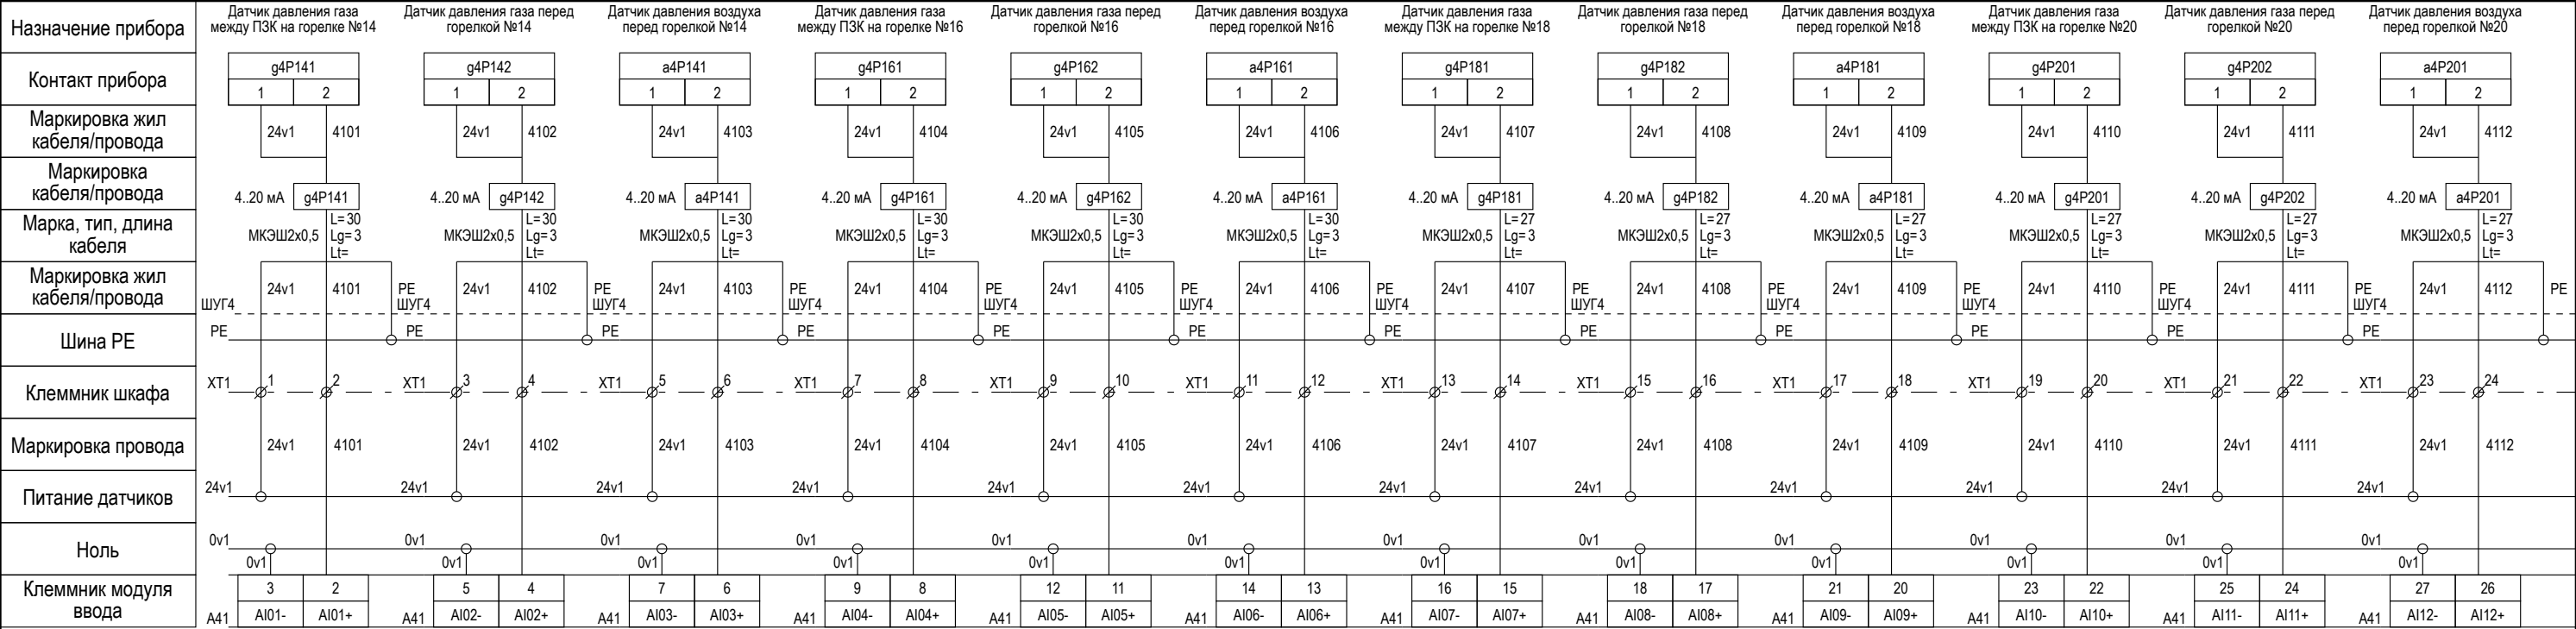 Назначение прибора
Датчик давления газа
между ПЗК на горелке №14
Датчик давления газа перед
горелкой №14
Датчик давления воздуха
перед горелкой №14
Датчик давления газа
между ПЗК на горелке №16
Датчик давления газа перед
горелкой №16
Датчик давления воздуха
перед горелкой №16
Датчик давления газа
между ПЗК на горелке №18
Датчик давления газа перед
горелкой №18
Датчик давления воздуха
перед горелкой №18
Датчик давления газа
между ПЗК на горелке №20
Датчик давления газа перед
горелкой №20
Датчик давления воздуха
перед горелкой №20
Контакт прибора
g4P141 g4P142 a4P141 g4P161 g4P162 a4P161 g4P181 g4P182 a4P181 g4P201 g4P202 a4P201
1 2 1 2 1 2 1 2 1 2 1 2 1 2 1 2 1 2 1 2 1 2 1 2
Маркировка жил
кабеля/провода
24v1 4101 24v1 4102 24v1 4103 24v1 4104 24v1 4105 24v1 4106 24v1 4107 24v1 4108 24v1 4109 24v1 4110 24v1 4111 24v1 4112
Маркировка
кабеля/провода
4..20 мА g4P141 4..20 мА g4P142 4..20 мА a4P141 4..20 мА g4P161 4..20 мА g4P162 4..20 мА a4P161 4..20 мА g4P181 4..20 мА g4P182 4..20 мА a4P181 4..20 мА g4P201 4..20 мА g4P202 4..20 мА a4P201
Марка, тип, длина
кабеля
L=30 L=30 L=30 L=30 L=30 L=30 L=27 L=27 L=27 L=27 L=27 L=27
МКЭШ2х0,5 Lg=3 МКЭШ2х0,5 Lg=3 МКЭШ2х0,5 Lg=3 МКЭШ2х0,5 Lg=3 МКЭШ2х0,5 Lg=3 МКЭШ2х0,5 Lg=3 МКЭШ2х0,5 Lg=3 МКЭШ2х0,5 Lg=3 МКЭШ2х0,5 Lg=3 МКЭШ2х0,5 Lg=3 МКЭШ2х0,5 Lg=3 МКЭШ2х0,5 Lg=3
Lt= Lt= Lt= Lt= Lt= Lt= Lt= Lt= Lt= Lt= Lt= Lt=
Маркировка жил
кабеля/провода
24v1 4101 PE 24v1 4102 PE 24v1 4103 PE 24v1 4104 PE 24v1 4105 PE 24v1 4106 PE 24v1 4107 PE 24v1 4108 PE 24v1 4109 PE 24v1 4110 PE 24v1 4111 PE 24v1 4112 PE
ШУГ4 ШУГ4 ШУГ4 ШУГ4 ШУГ4 ШУГ4 ШУГ4 ШУГ4 ШУГ4 ШУГ4 ШУГ4 ШУГ4
Шина PE
PE PE PE PE PE PE PE PE PE PE PE PE
Клеммник шкафа
XT1 1 2 XT1 3 4 XT1 5 6 XT1 7 8 XT1 9 10 XT1 11 12 XT1 13 14 XT1 15 16 XT1 17 18 XT1 19 20 XT1 21 22 XT1 23 24
Маркировка провода
24v1 4101 24v1 4102 24v1 4103 24v1 4104 24v1 4105 24v1 4106 24v1 4107 24v1 4108 24v1 4109 24v1 4110 24v1 4111 24v1 4112
Питание датчиков
24v1 24v1 24v1 24v1 24v1 24v1 24v1 24v1 24v1 24v1 24v1 24v1
Ноль
0v1 0v1 0v1 0v1 0v1 0v1 0v1 0v1 0v1 0v1 0v1 0v1
0v1 0v1 0v1 0v1 0v1 0v1 0v1 0v1 0v1 0v1 0v1 0v1
Клеммник модуля
ввода
3 2 5 4 7 6 9 8 12 11 14 13 16 15 18 17 21 20 23 22 25 24 27 26
A41 AI01- AI01+ A41 AI02- AI02+ A41 AI03- AI03+ A41 AI04- AI04+ A41 AI05- AI05+ A41 AI06- AI06+ A41 AI07- AI07+ A41 AI08- AI08+ A41 AI09- AI09+ A41 AI10- AI10+ A41 AI11- AI11+ A41 AI12- AI12+